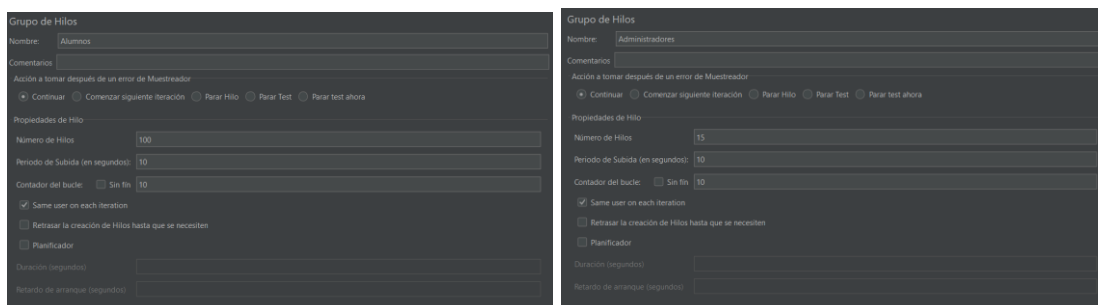 Grupo de Hilos
Nombre: Alumnos
Comentarios
Acción a tomar después de un error de Muestreador
Continuar Comenzar siguiente iteración Parar Hilo Parar Test Parar test ahora
Propiedades de Hilo
Número de Hilos 100
Periodo de Subida (en segundos): 10
Contador del bucle: Sin fín 10
Same user on each iteration
Retrasar la creación de Hilos hasta que se necesiten
Planificador
Duración (segundos)
Retardo de arranque (segundos)
Grupo de Hilos
Nombre: Administradores
Comentarios
Acción a tomar después de un error de Muestreador
Continuar Comenzar siguiente iteración Parar Hilo Parar Test Parar test ahora
Propiedades de Hilo
Número de Hilos 15
Periodo de Subida (en segundos): 10
Contador del bucle: Sin fín 10
Same user on each iteration
Retrasar la creación de Hilos hasta que se necesiten
Planificador
Duración (segundos)
Retardo de arranque (segundos)